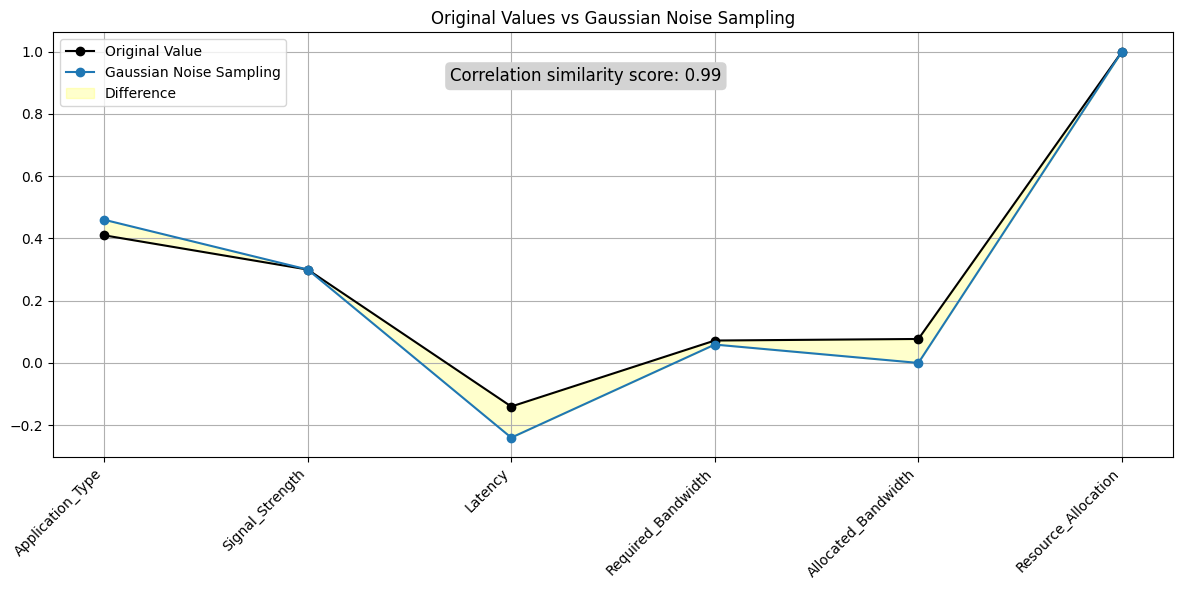 Original Values vs Gaussian Noise Sampling
Original Value
Gaussian Noise Sampling
Difference
Correlation similarity score: 0.99
1.0
0.8
0.6
0.4
0.2
0.0
−0.2
Application_Type
Signal_Strength
Latency
Required_Bandwidth
Allocated_Bandwidth
Resource_Allocation